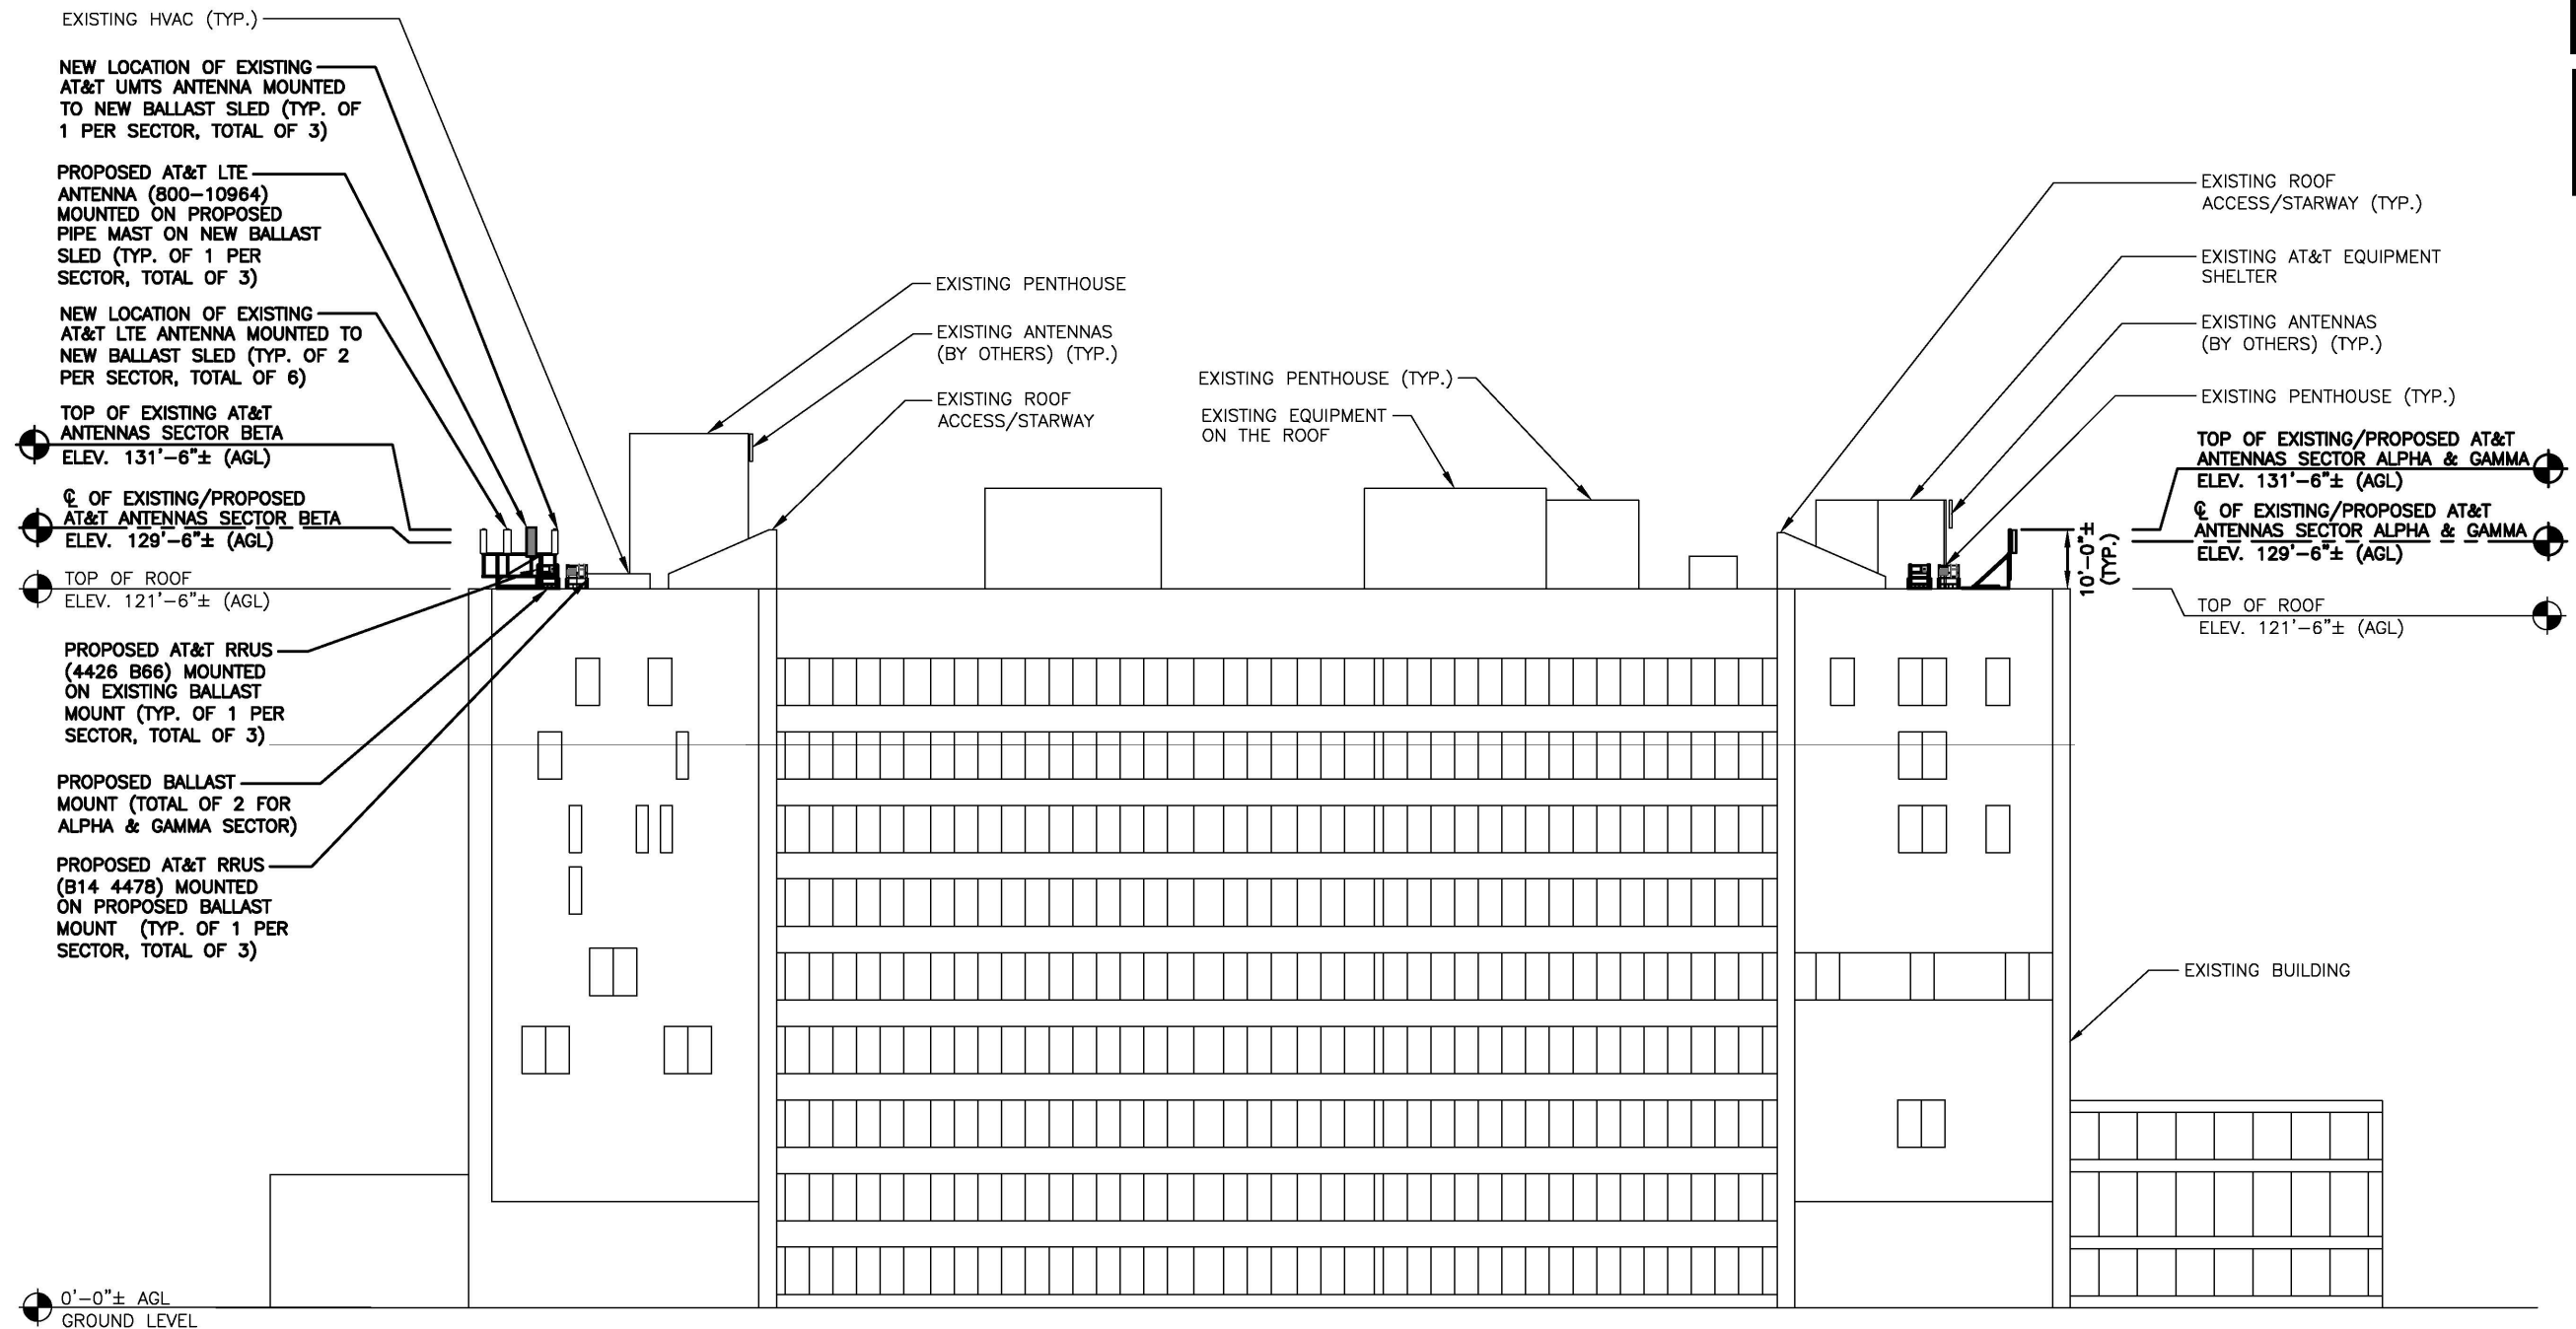 EXISTING HVAC (TYP.)
NEW LOCATION OF EXISTING
AT&T UMTS ANTENNA MOUNTED
TO NEW BALLAST SLED (TYP. OF
1 PER SECTOR, TOTAL OF 3)
PROPOSED AT&T LTE
ANTENNA (800-10964)
MOUNTED ON PROPOSED
PIPE MAST ON NEW BALLAST
SLED (TYP. OF 1 PER
SECTOR, TOTAL OF 3)
NEW LOCATION OF EXISTING
AT&T LTE ANTENNA MOUNTED TO
NEW BALLAST SLED (TYP. OF 2
PER SECTOR, TOTAL OF 6)
TOP OF EXISTING AT&T
ANTENNAS SECTOR BETA
ELEV. 131'-6"± (AGL)
℄ OF EXISTING/PROPOSED
AT&T ANTENNAS SECTOR BETA
ELEV. 129'-6"± (AGL)
TOP OF ROOF
ELEV. 121'-6"± (AGL)
PROPOSED AT&T RRUS
(4426 B66) MOUNTED
ON EXISTING BALLAST
MOUNT (TYP. OF 1 PER
SECTOR, TOTAL OF 3)
PROPOSED BALLAST
MOUNT (TOTAL OF 2 FOR
ALPHA & GAMMA SECTOR)
PROPOSED AT&T RRUS
(B14 4478) MOUNTED
ON PROPOSED BALLAST
MOUNT (TYP. OF 1 PER
SECTOR, TOTAL OF 3)
0'-0"± AGL
GROUND LEVEL
EXISTING PENTHOUSE
EXISTING ANTENNAS
(BY OTHERS) (TYP.)
EXISTING ROOF
ACCESS/STARWAY
EXISTING PENTHOUSE (TYP.)
EXISTING EQUIPMENT
ON THE ROOF
EXISTING ROOF
ACCESS/STARWAY (TYP.)
EXISTING AT&T EQUIPMENT
SHELTER
EXISTING ANTENNAS
(BY OTHERS) (TYP.)
EXISTING PENTHOUSE (TYP.)
TOP OF EXISTING/PROPOSED AT&T
ANTENNAS SECTOR ALPHA & GAMMA
ELEV. 131'-6"± (AGL)
℄ OF EXISTING/PROPOSED AT&T
ANTENNAS SECTOR ALPHA & GAMMA
ELEV. 129'-6"± (AGL)
10'-0"±
(TYP.)
TOP OF ROOF
ELEV. 121'-6"± (AGL)
EXISTING BUILDING